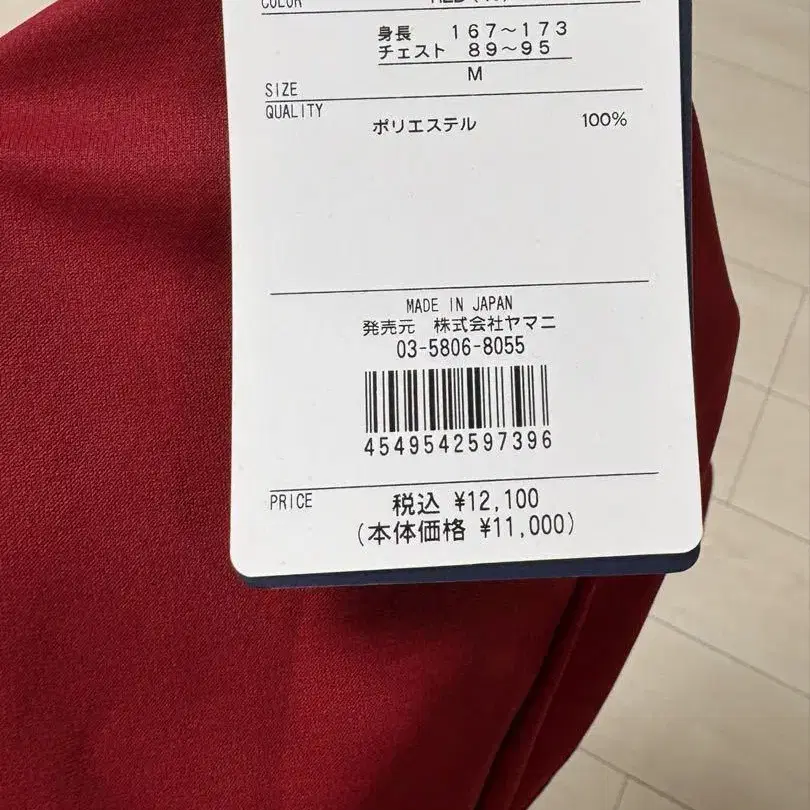 COLOR
身長 167～173
チェスト 89～95
M
SIZE
QUALITY
ポリエステル 100%
MADE IN JAPAN
発売元 株式会社ヤマニ
03-5806-8055
4549542597396
PRICE 税込 ¥12,100
(本体価格 ¥11,000)